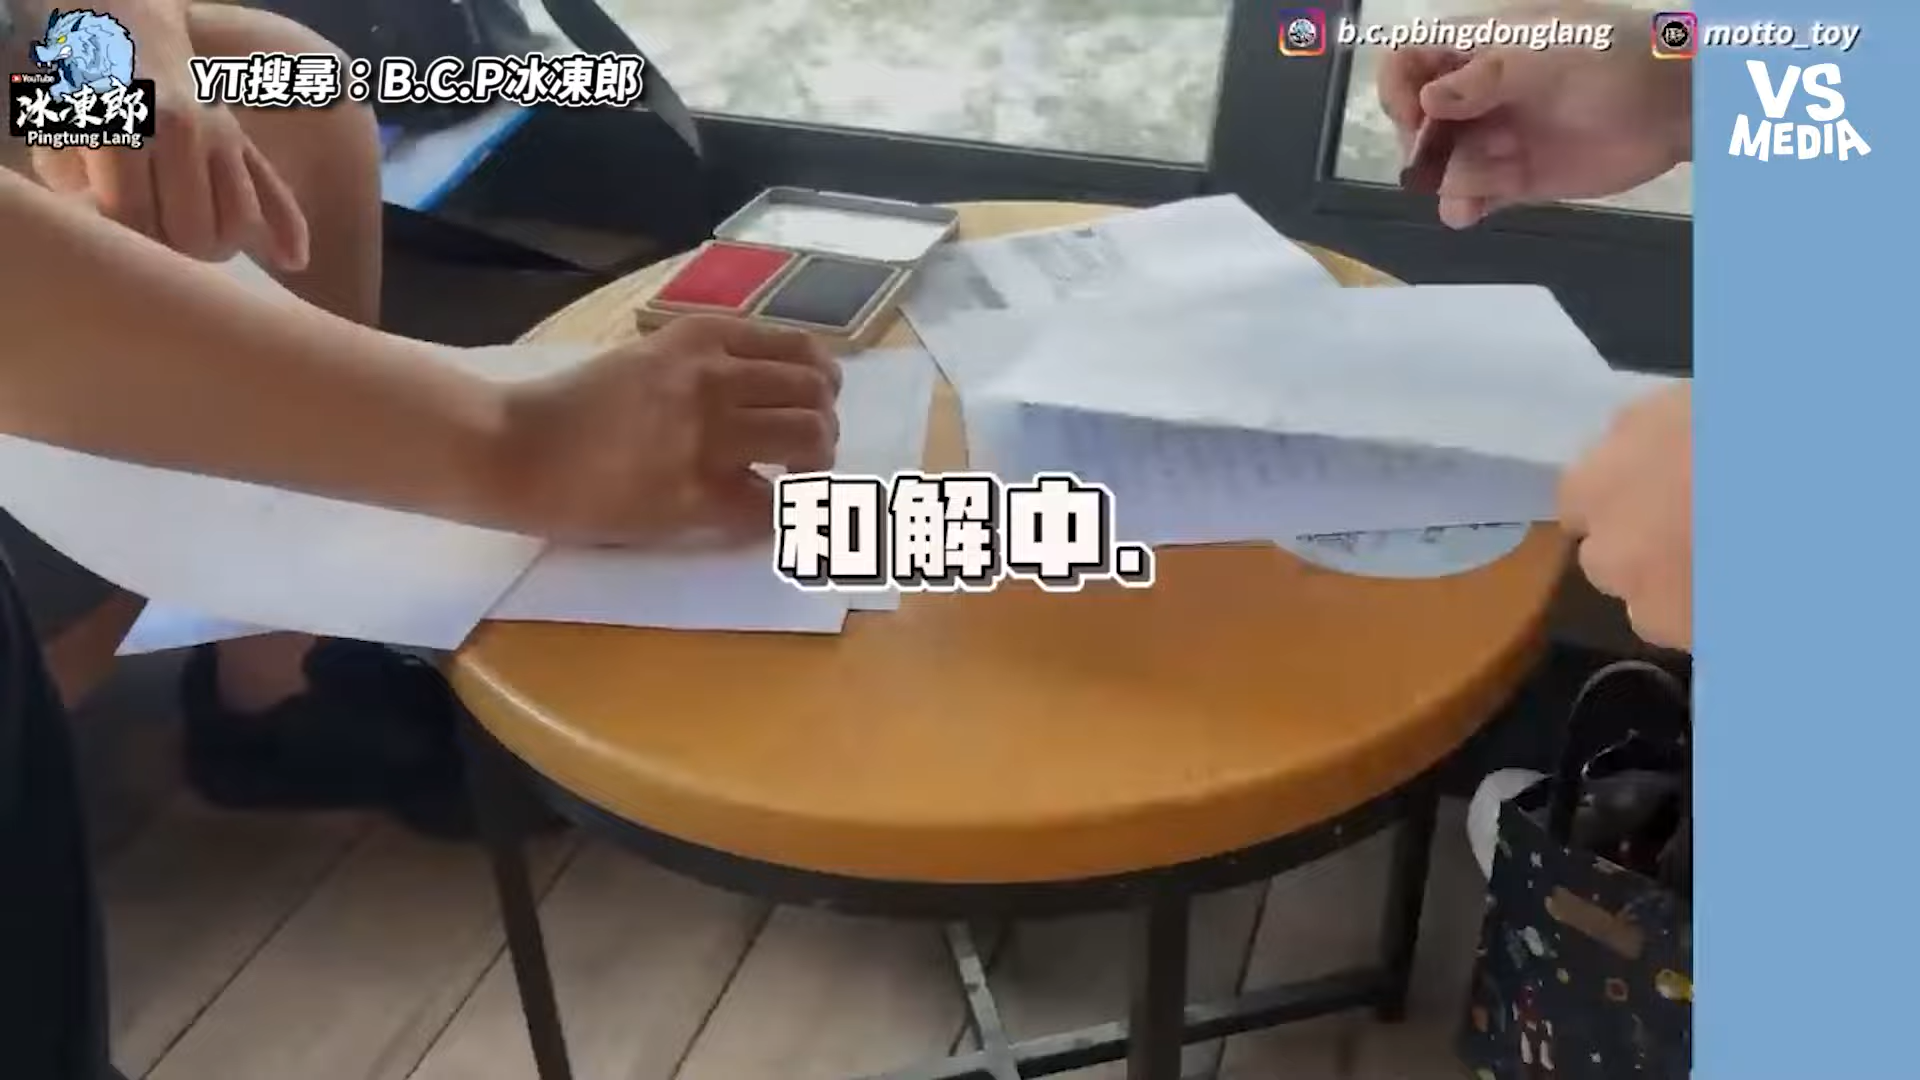 YouTube
冰凍郎
Pingtung Lang
YT搜尋：B.C.P冰凍郎
b.c.pbingdonglang
motto_toy
VS
MEDIA
和解中.